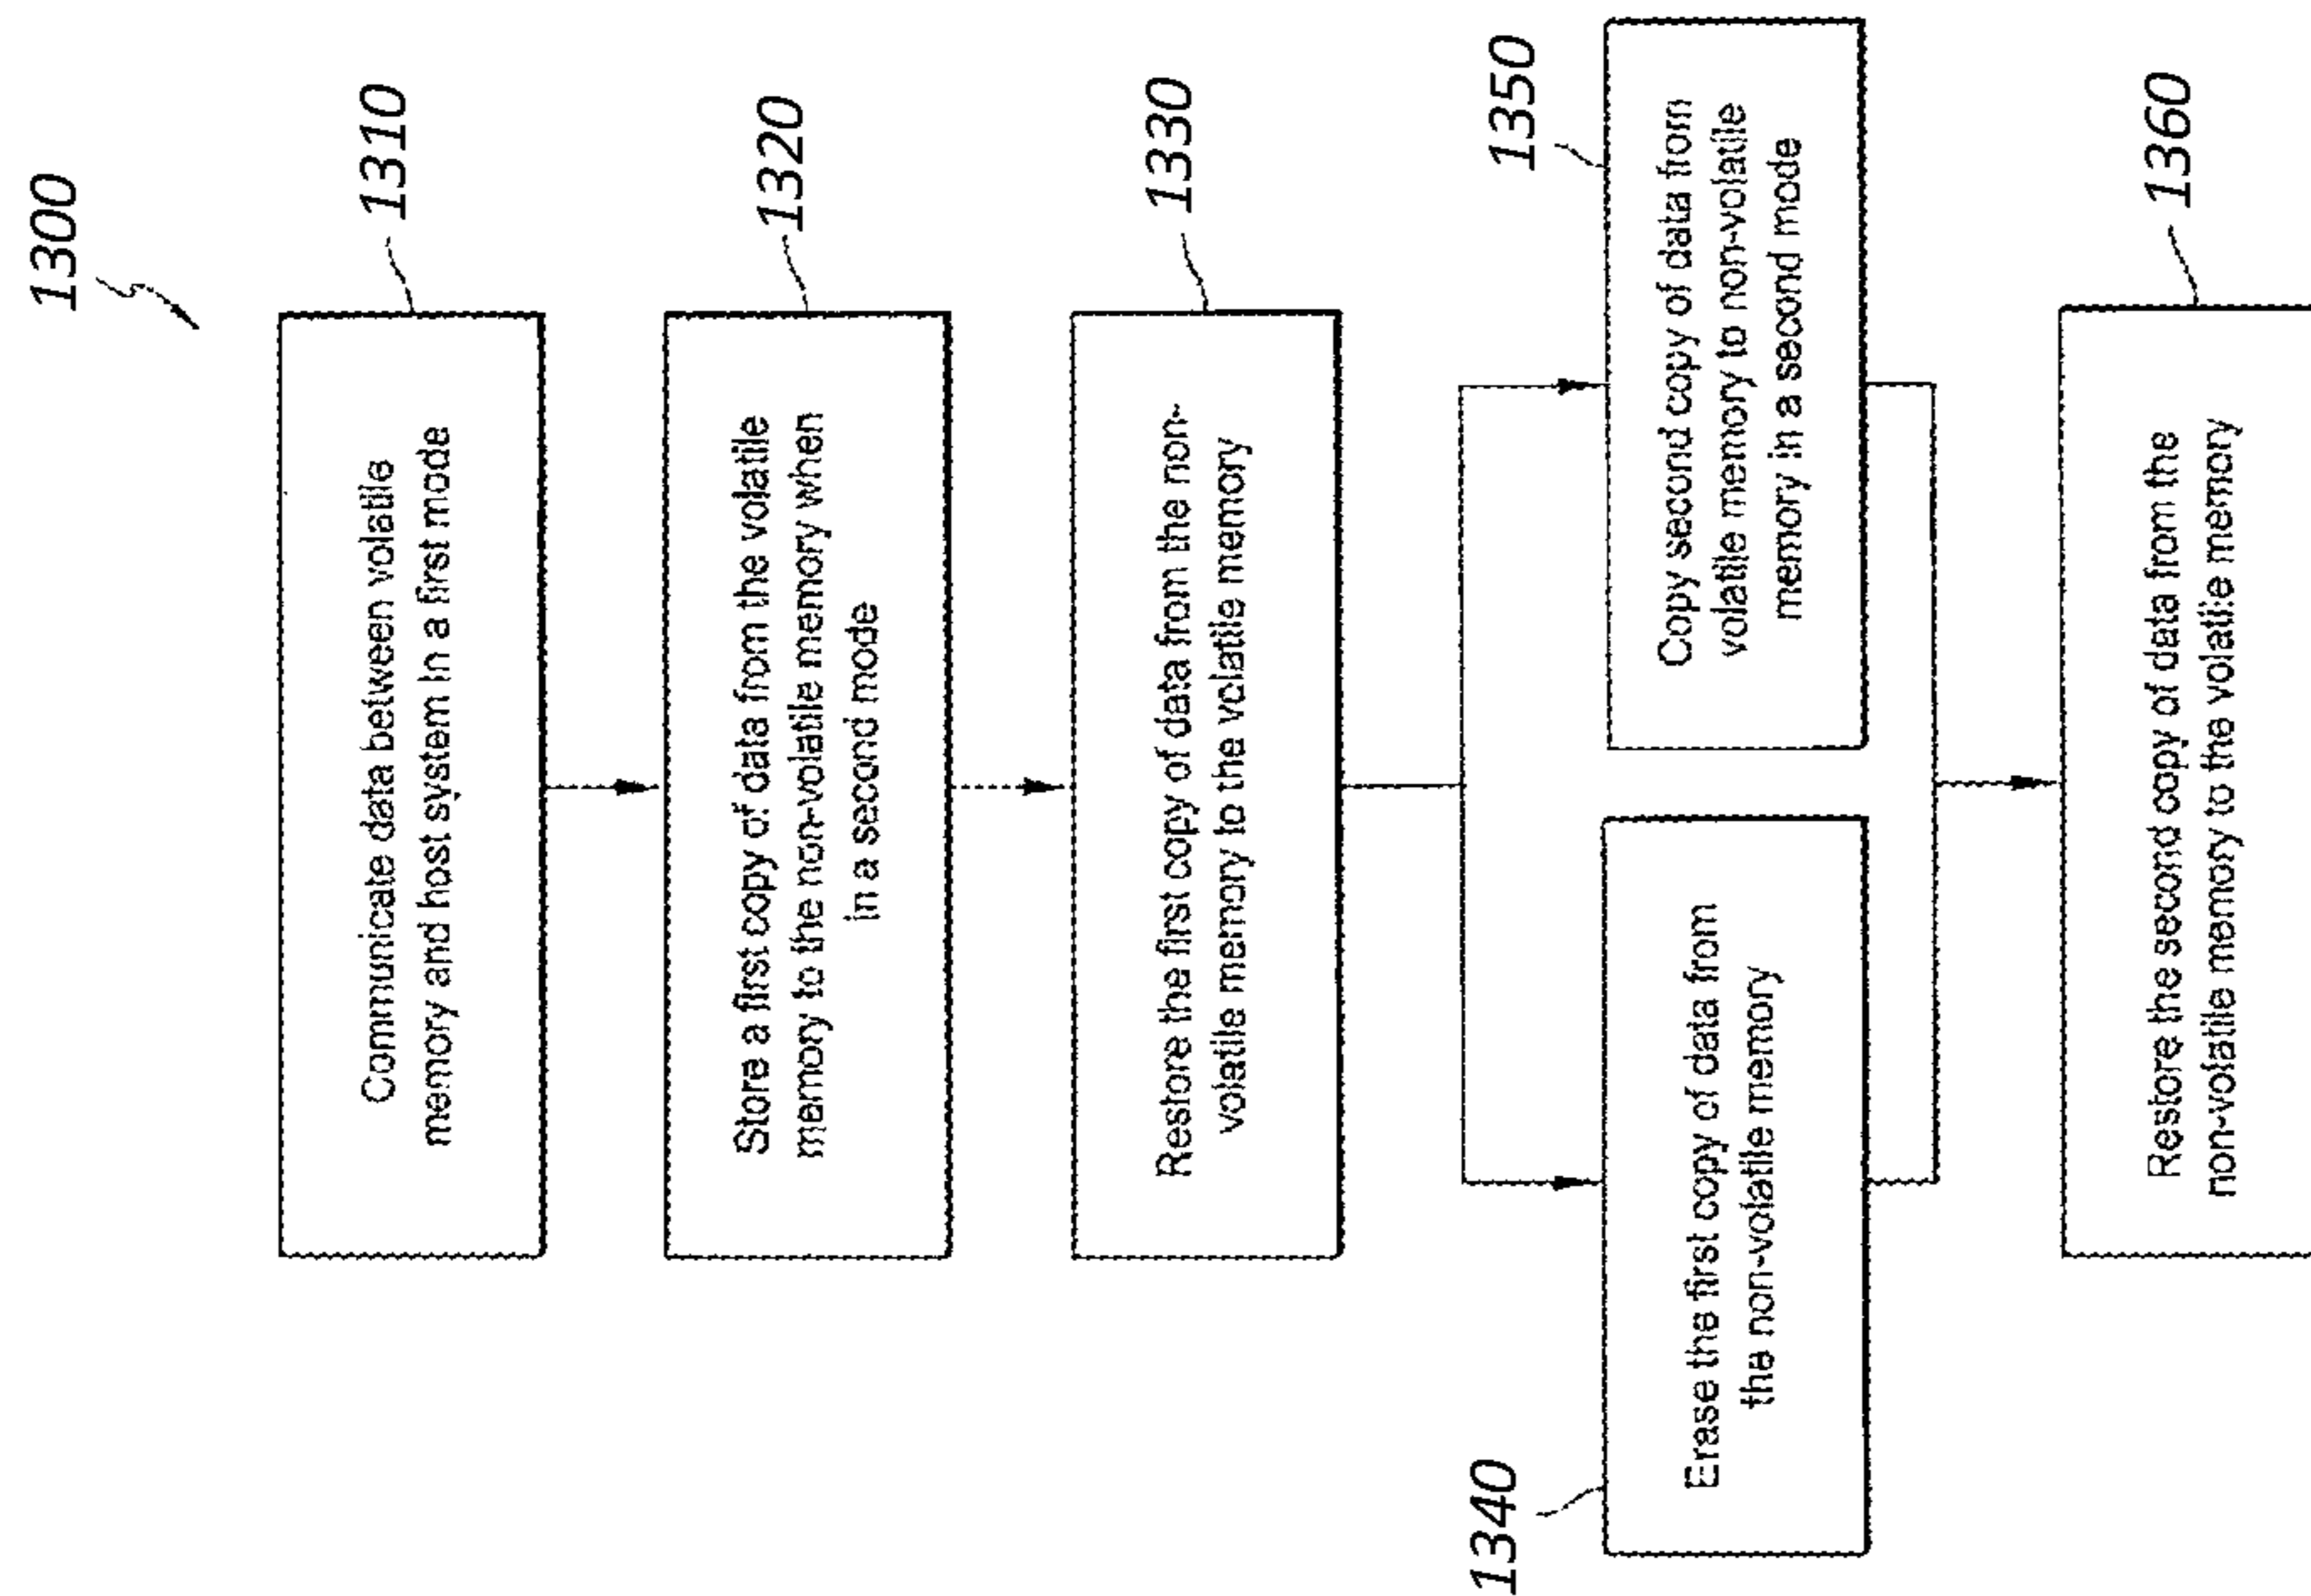 1300
1310
Communicate data between volatile
memory and host system in a first mode
1320
Store a first copy of data from the volatile
memory to the non-volatile memory when
in a second mode
1330
Restore the first copy of data from the non-
volatile memory to the volatile memory
1340
Erase the first copy of data from
the non-volatile memory
1350
Copy second copy of data from
volatile memory to non-volatile
memory in a second mode
1360
Restore the second copy of data from the
non-volatile memory to the volatile memory